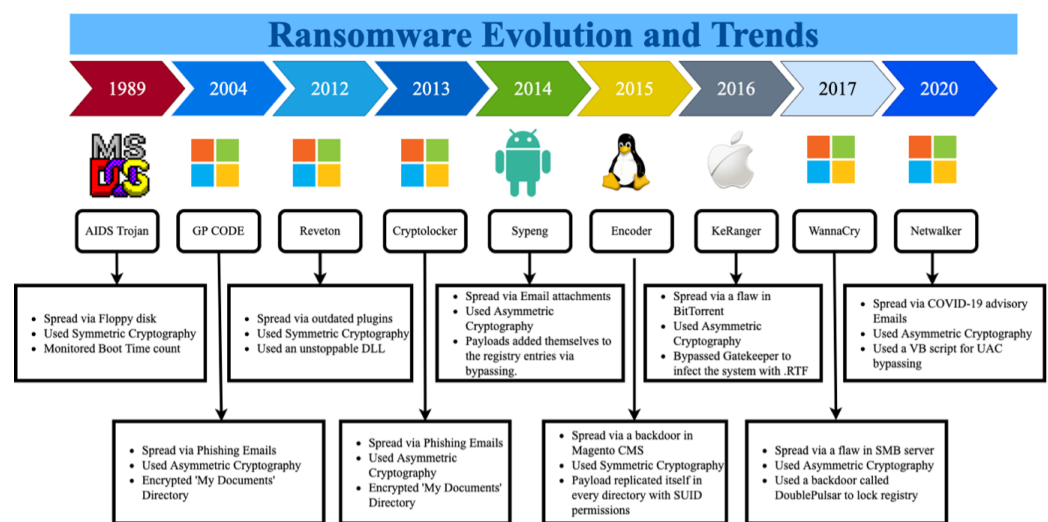 Ransomware Evolution and Trends
1989
2004
2012
2013
2014
2015
2016
2017
2020
MS
DOS
AIDS Trojan
GP CODE
Reveton
Cryptolocker
Sypeng
Encoder
KeRanger
WannaCry
Netwalker
• Spread via Floppy disk
• Used Symmetric Cryptography
• Monitored Boot Time count
• Spread via outdated plugins
• Used Symmetric Cryptography
• Used an unstoppable DLL
• Spread via Email attachments
• Used Asymmetric
Cryptography
• Payloads added themselves to
the registry entries via
bypassing.
• Spread via a flaw in
BitTorrent
• Used Asymmetric
Cryptography
• Bypassed Gatekeeper to
infect the system with .RTF
• Spread via COVID-19 advisory
Emails
• Used Asymmetric Cryptography
• Used a VB script for UAC
bypassing
• Spread via Phishing Emails
• Used Asymmetric Cryptography
• Encrypted 'My Documents'
Directory
• Spread via Phishing Emails
• Used Asymmetric
Cryptography
• Encrypted 'My Documents'
Directory
• Spread via a backdoor in
Magento CMS
• Used Symmetric Cryptography
• Payload replicated itself in
every directory with SUID
permissions
• Spread via a flaw in SMB server
• Used Asymmetric Cryptography
• Used a backdoor called
DoublePulsar to lock registry